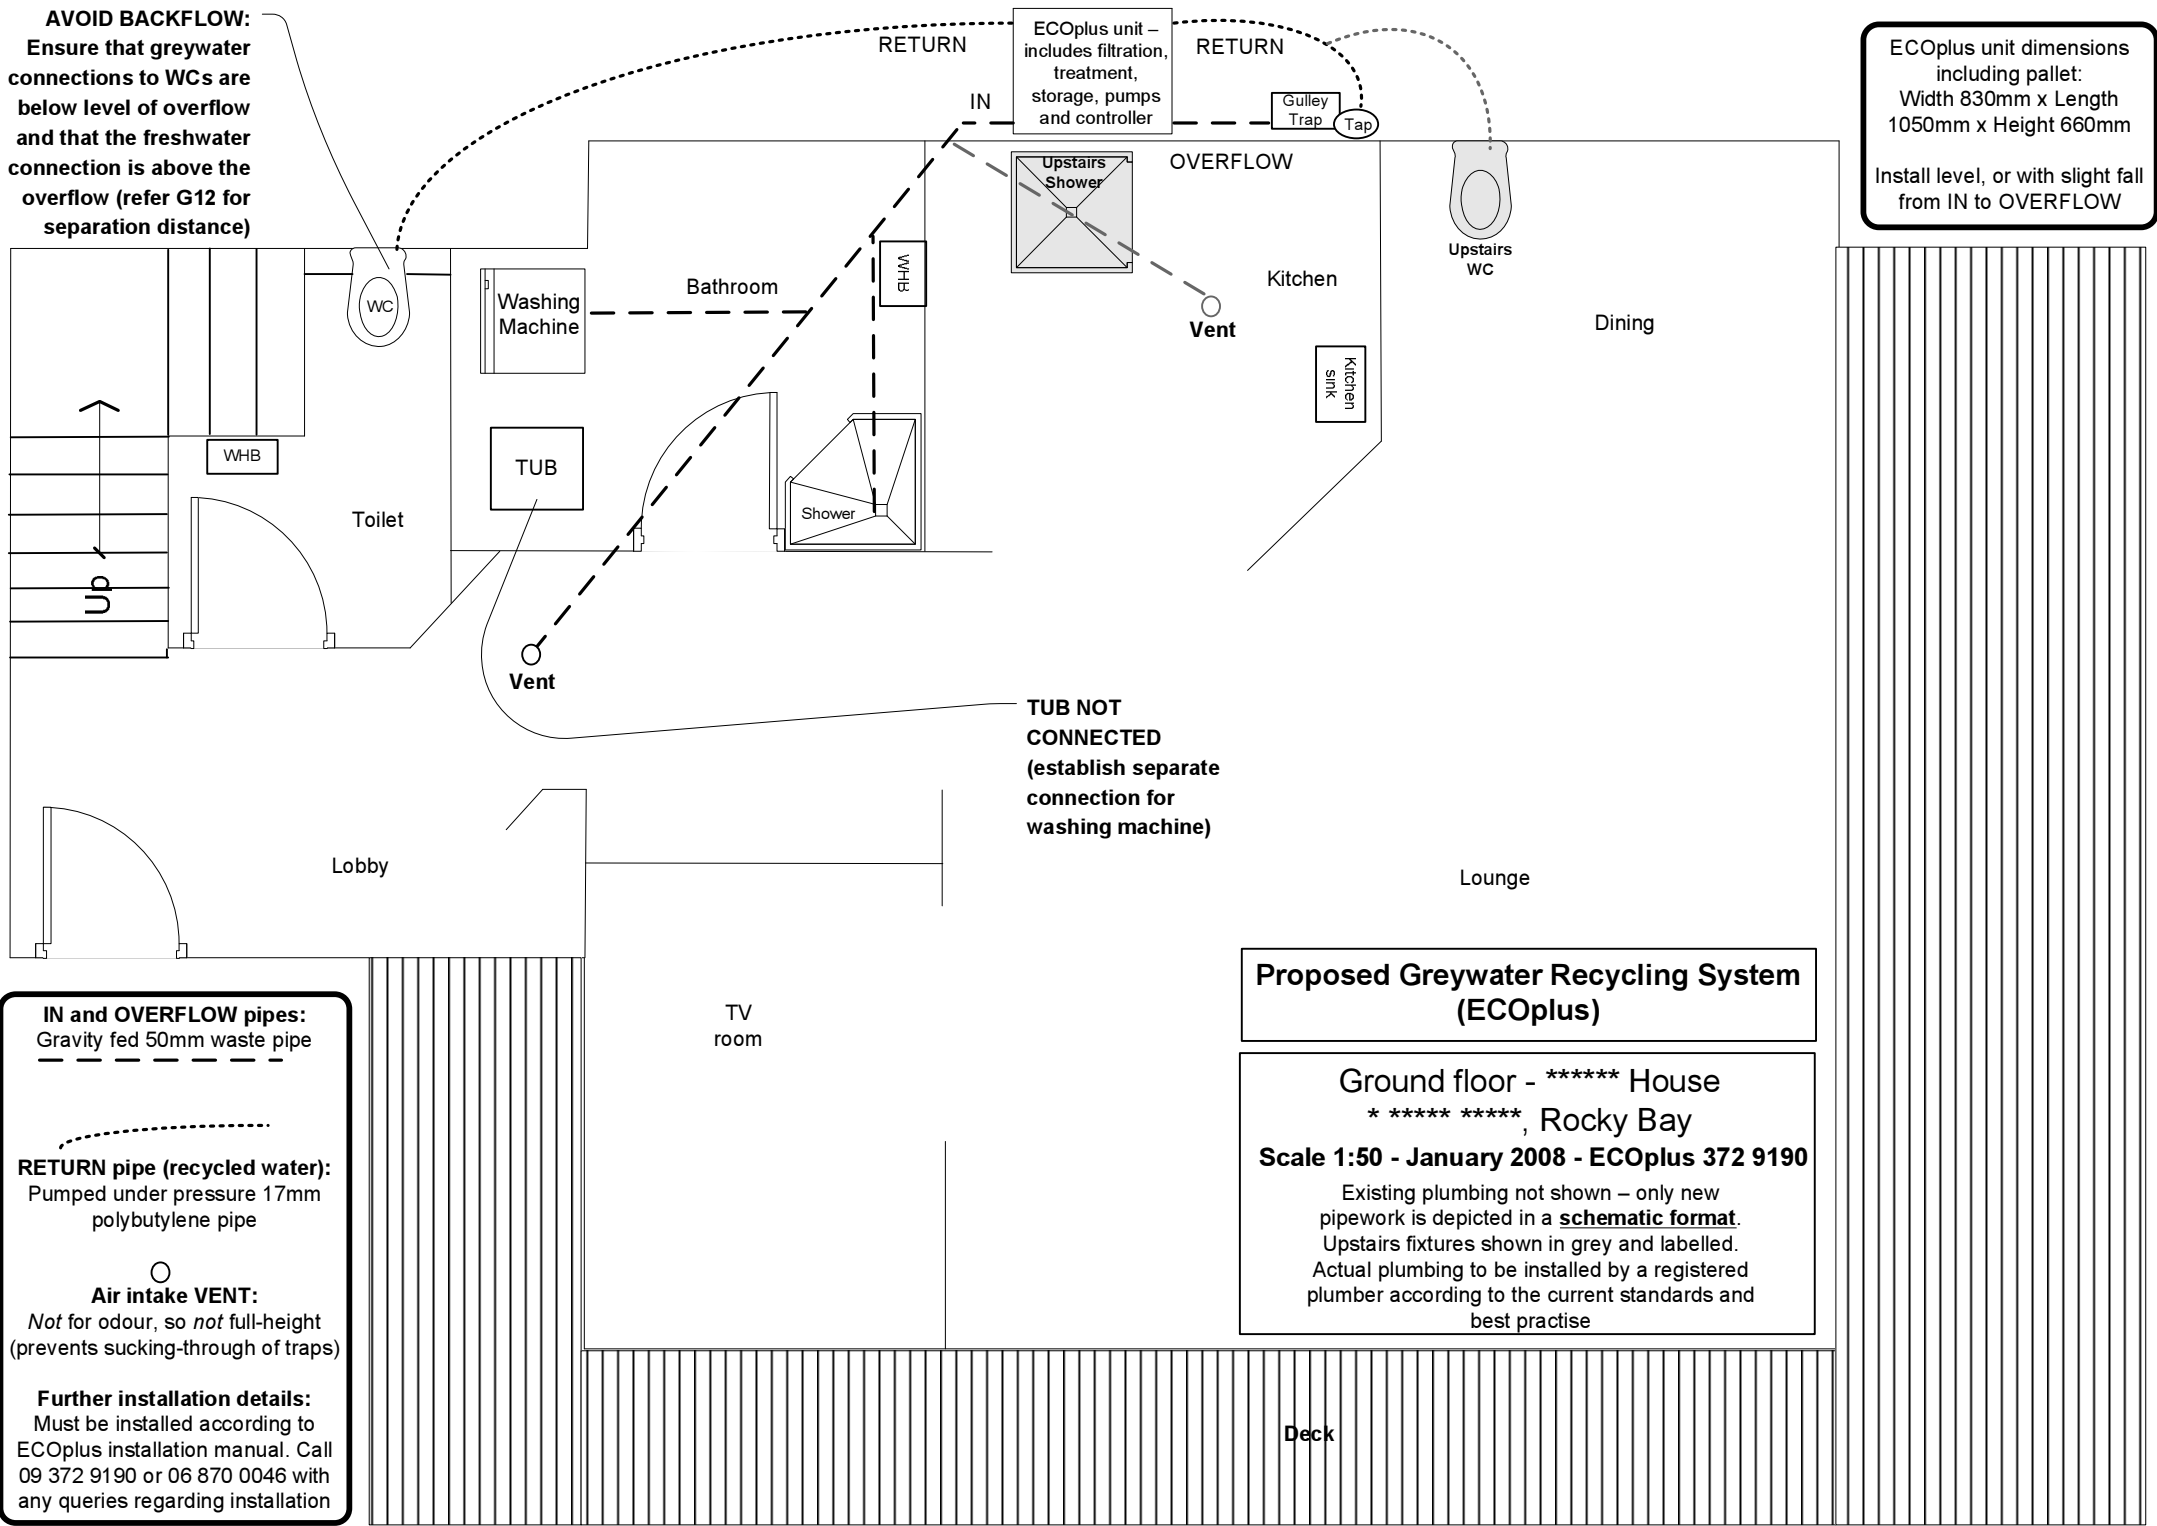 AVOID BACKFLOW:
Ensure that greywater
connections to WCs are
below level of overflow
and that the freshwater
connection is above the
overflow (refer G12 for
separation distance)
RETURN
ECOplus unit –
includes filtration,
treatment,
storage, pumps
and controller
RETURN
IN
Gulley
Trap
Tap
OVERFLOW
ECOplus unit dimensions
including pallet:
Width 830mm x Length
1050mm x Height 660mm
Install level, or with slight fall
from IN to OVERFLOW
Upstairs
Shower
Upstairs
WC
WC
Washing
Machine
Bathroom
WHB
Kitchen
Vent
Dining
Kitchen
sink
WHB
TUB
Shower
Toilet
Up
Vent
TUB NOT
CONNECTED
(establish separate
connection for
washing machine)
Lobby
Lounge
TV
room
Proposed Greywater Recycling System
(ECOplus)
Ground floor - ****** House
* ***** *****, Rocky Bay
Scale 1:50 - January 2008 - ECOplus 372 9190
Existing plumbing not shown – only new
pipework is depicted in a schematic format.
Upstairs fixtures shown in grey and labelled.
Actual plumbing to be installed by a registered
plumber according to the current standards and
best practise
IN and OVERFLOW pipes:
Gravity fed 50mm waste pipe
RETURN pipe (recycled water):
Pumped under pressure 17mm
polybutylene pipe
Air intake VENT:
Not for odour, so not full-height
(prevents sucking-through of traps)
Further installation details:
Must be installed according to
ECOplus installation manual. Call
09 372 9190 or 06 870 0046 with
any queries regarding installation
Deck